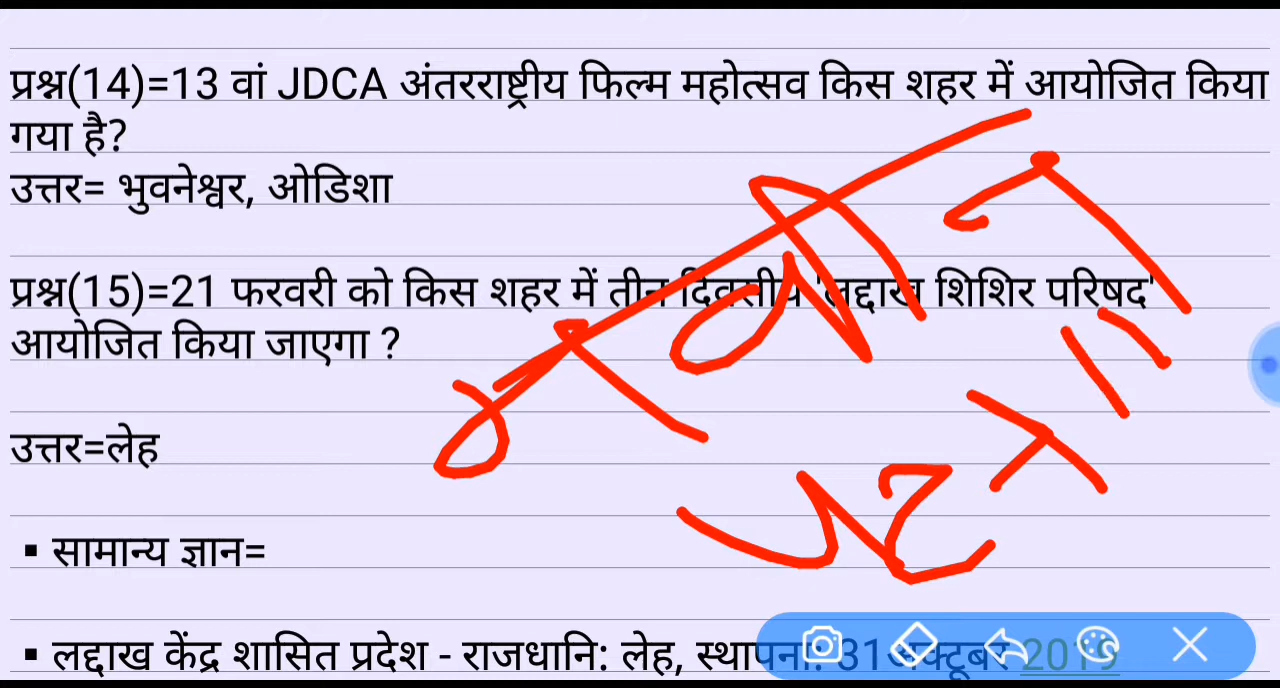 प्रश्न(14)=13 वां JDCA अंतरराष्ट्रीय फिल्म महोत्सव किस शहर में आयोजित किया
गया है?
उत्तर= भुवनेश्वर, ओडिशा
प्रश्न(15)=21 फरवरी को किस शहर में तीन दिवसीय 'लद्दाख शिशिर परिषद'
आयोजित किया जाएगा ?
उत्तर=लेह
▪ सामान्य ज्ञान=
▪ लद्दाख केंद्र शासित प्रदेश - राजधानि: लेह, स्थापना: 31 अक्टूबर 2019